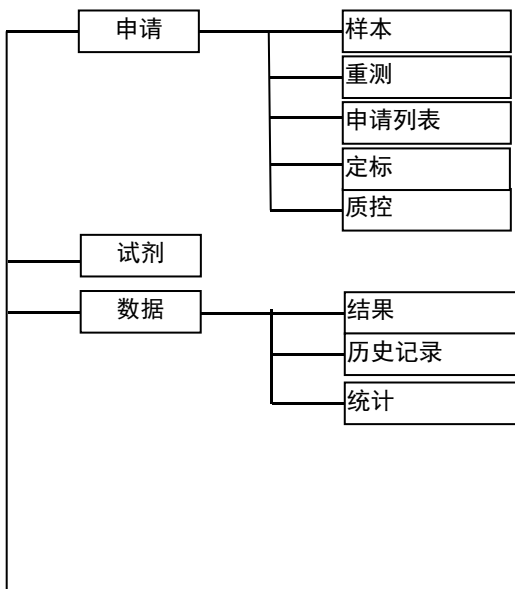 申请
样本
重测
申请列表
定标
质控
试剂
数据
结果
历史记录
统计